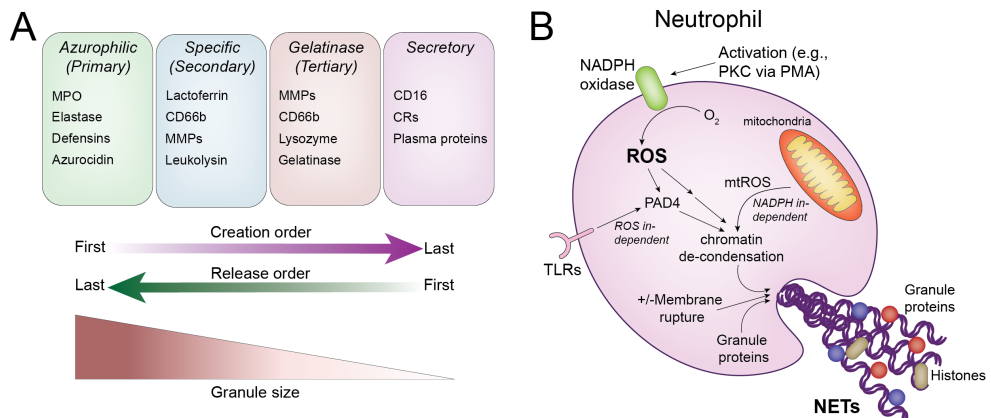 A
Azurophilic
(Primary)
MPO
Elastase
Defensins
Azurocidin
Specific
(Secondary)
Lactoferrin
CD66b
MMPs
Leukolysin
Gelatinase
(Tertiary)
MMPs
CD66b
Lysozyme
Gelatinase
Secretory
CD16
CRs
Plasma proteins
Creation order
First
Last
Release order
Last
First
Granule size
B
Neutrophil
NADPH
oxidase
Activation (e.g.,
PKC via PMA)
O2
mitochondria
ROS
mtROS
NADPH in-
dependent
PAD4
ROS in-
dependent
TLRs
chromatin
de-condensation
+/-Membrane
rupture
Granule
proteins
Granule
proteins
Histones
NETs